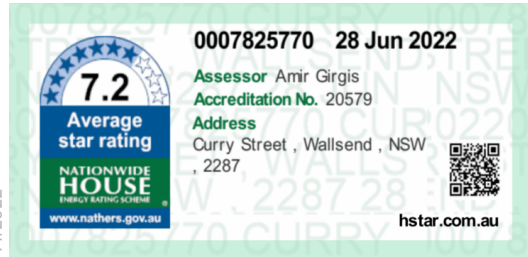 0007825770 28 Jun 2022
7.2
Average
star rating
NATIONWIDE
HOUSE
ENERGY RATING SCHEME
®
www.nathers.gov.au
Assessor Amir Girgis
Accreditation No. 20579
Address
Curry Street , Wallsend , NSW
, 2287
hstar.com.au